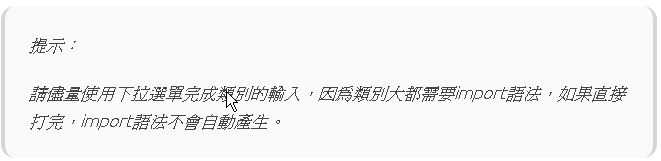 提示：
請儘量使用下拉選單完成類別的輸入，因為類別大都需要import語法，如果直接
打完，import語法不會自動產生。